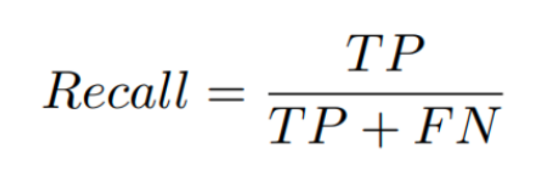 Recall = TP / (TP + FN)